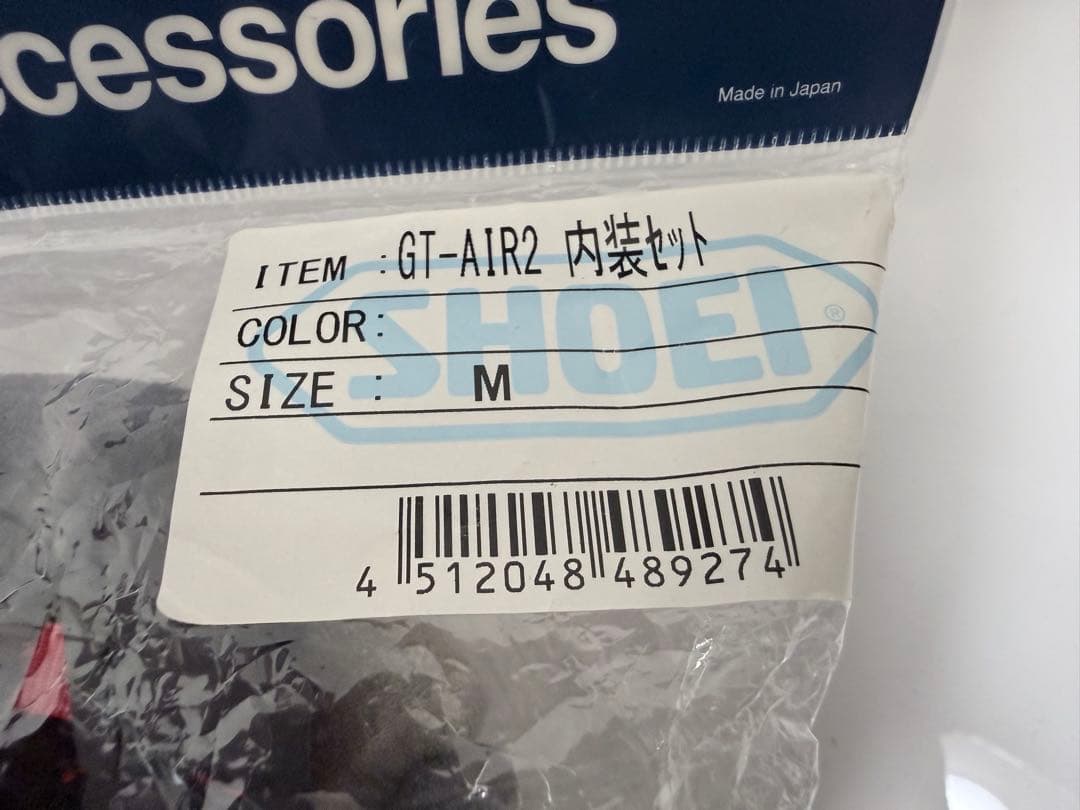 ccessories
Made in Japan
ITEM :GT-AIR2 内装ｾｯﾄ
COLOR:
SIZE : M
SHOEI®
4 512048 489274